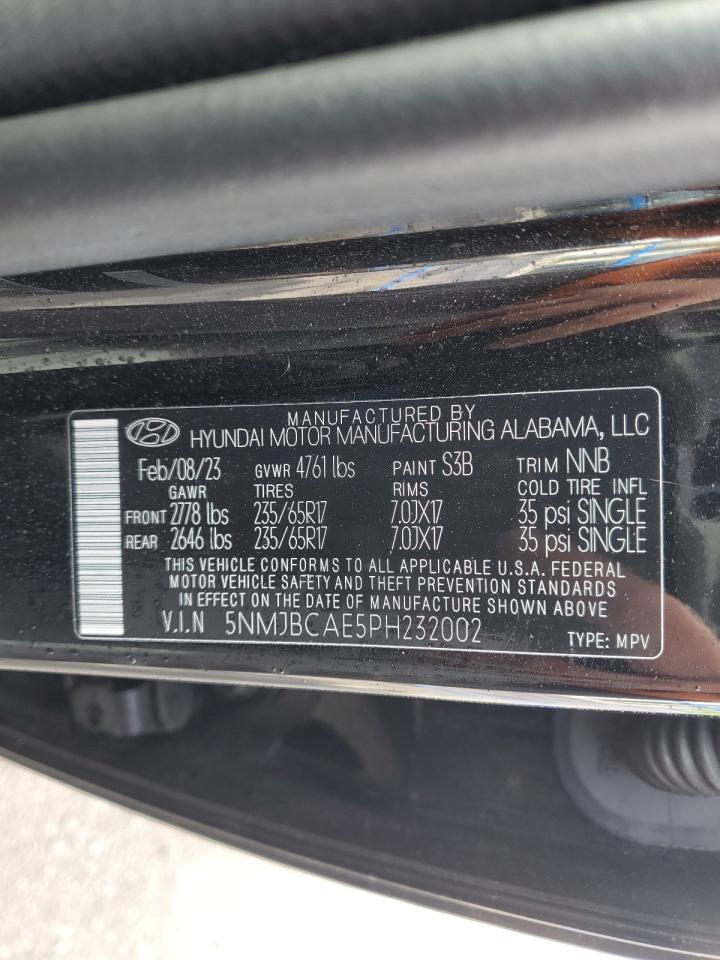 MANUFACTURED BY
HYUNDAI MOTOR MANUFACTURING ALABAMA, LLC
Feb/08/23 GVWR 4761 lbs PAINT S3B TRIM NNB
GAWR TIRES RIMS COLD TIRE INFL
FRONT 2778 lbs 235/65R17 7.0JX17 35 psi SINGLE
REAR 2646 lbs 235/65R17 7.0JX17 35 psi SINGLE
THIS VEHICLE CONFORMS TO ALL APPLICABLE U.S.A. FEDERAL
MOTOR VEHICLE SAFETY AND THEFT PREVENTION STANDARDS
IN EFFECT ON THE DATE OF MANUFACTURE SHOWN ABOVE.
V.I.N 5NMJBCAE5PH232002 TYPE: MPV